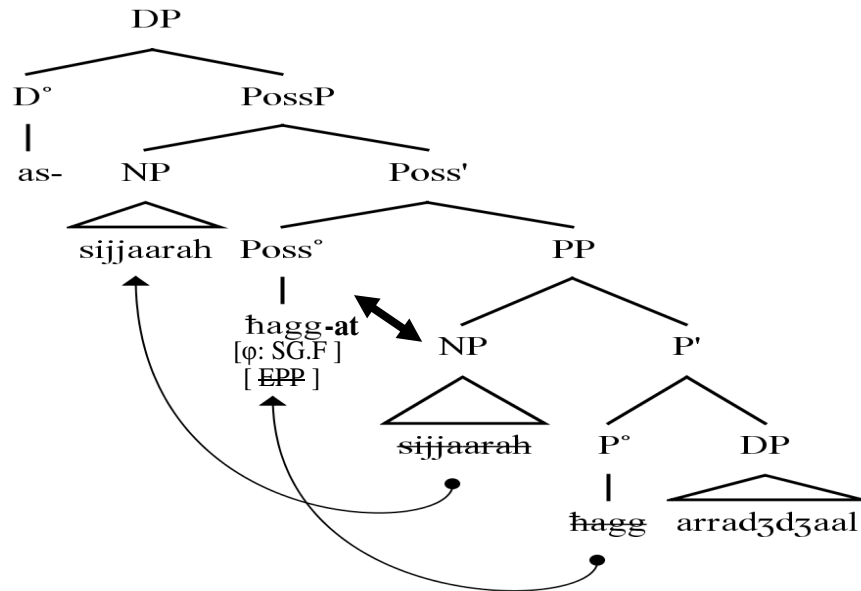 DP
D° PossP
as- NP Poss'
sijjaarah Poss° PP
ħagg-at NP P'
[φ: SG.F ]
[ EPP ]
sijjaarah P° DP
ħagg arradʒdʒaal